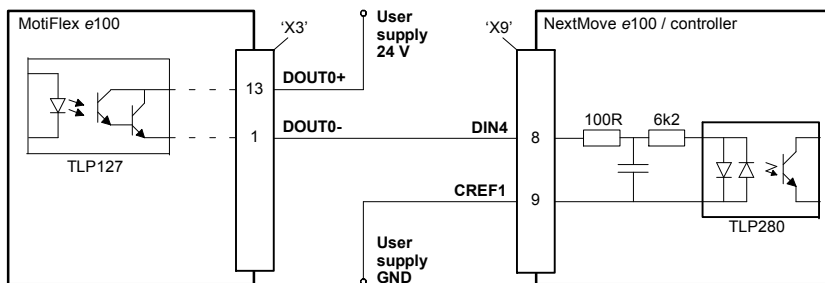 MotiFlex e100
'X3'
User
supply
24 V
'X9'
NextMove e100 / controller
13
DOUT0+
1
DOUT0-
DIN4
8
100R
6k2
TLP127
CREF1
9
TLP280
User
supply
GND